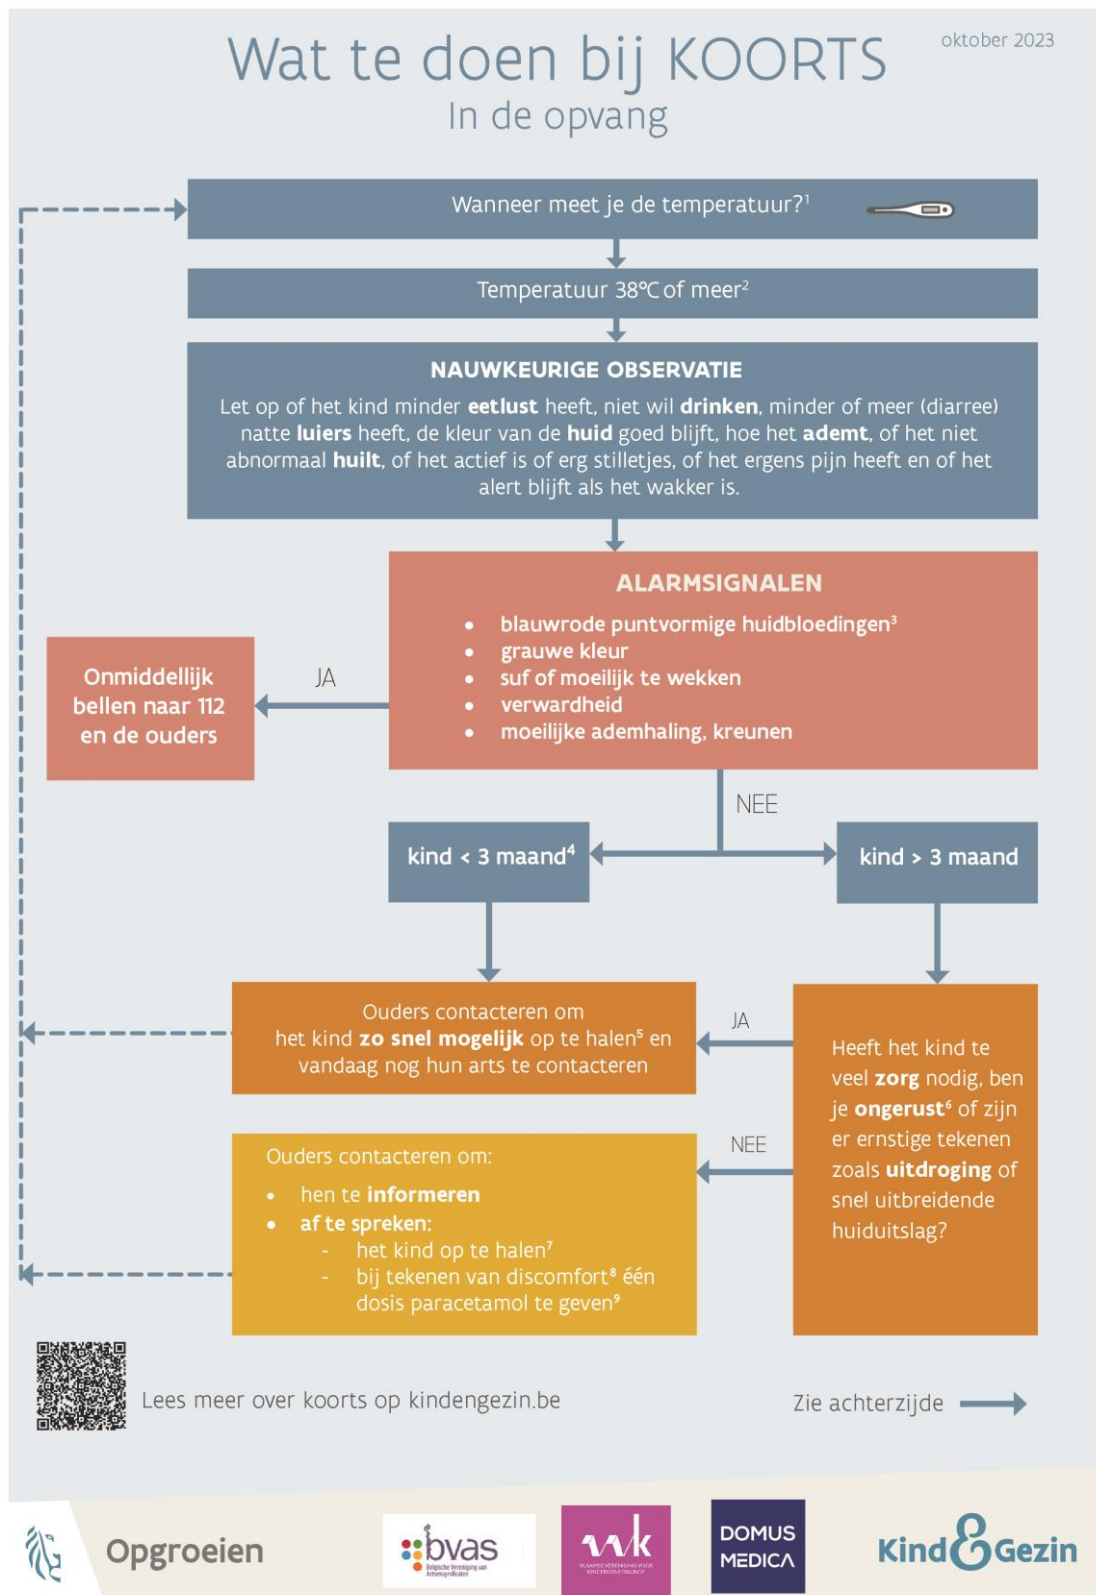 oktober 2023
Wat te doen bij KOORTS
In de opvang
Wanneer meet je de temperatuur?¹
Temperatuur 38°C of meer²
NAUWKEURIGE OBSERVATIE
Let op of het kind minder eetlust heeft, niet wil drinken, minder of meer (diarree)
natte luiers heeft, de kleur van de huid goed blijft, hoe het ademt, of het niet
abnormaal huilt, of het actief is of erg stilletjes, of het ergens pijn heeft en of het
alert blijft als het wakker is.
ALARMSIGNALEN
• blauwrode puntvormige huidbloedingen³
• grauwe kleur
• suf of moeilijk te wekken
• verwardheid
• moeilijke ademhaling, kreunen
JA
Onmiddellijk
bellen naar 112
en de ouders
NEE
kind < 3 maand⁴
kind > 3 maand
Ouders contacteren om
het kind zo snel mogelijk op te halen⁵ en
vandaag nog hun arts te contacteren
JA
Heeft het kind te
veel zorg nodig, ben
je ongerust⁶ of zijn
er ernstige tekenen
zoals uitdroging of
snel uitbreidende
huiduitslag?
NEE
Ouders contacteren om:
• hen te informeren
• af te spreken:
- het kind op te halen⁷
- bij tekenen van discomfort⁸ één
dosis paracetamol te geven⁹
Lees meer over koorts op kindengezin.be
Zie achterzijde
Opgroeien
bvas
Belgische Vereniging van
Artsensyndicaten
vvk
VLAAMSE VERENIGING VOOR
KINDERGENEESKUNDE
DOMUS
MEDICA
Kind & Gezin